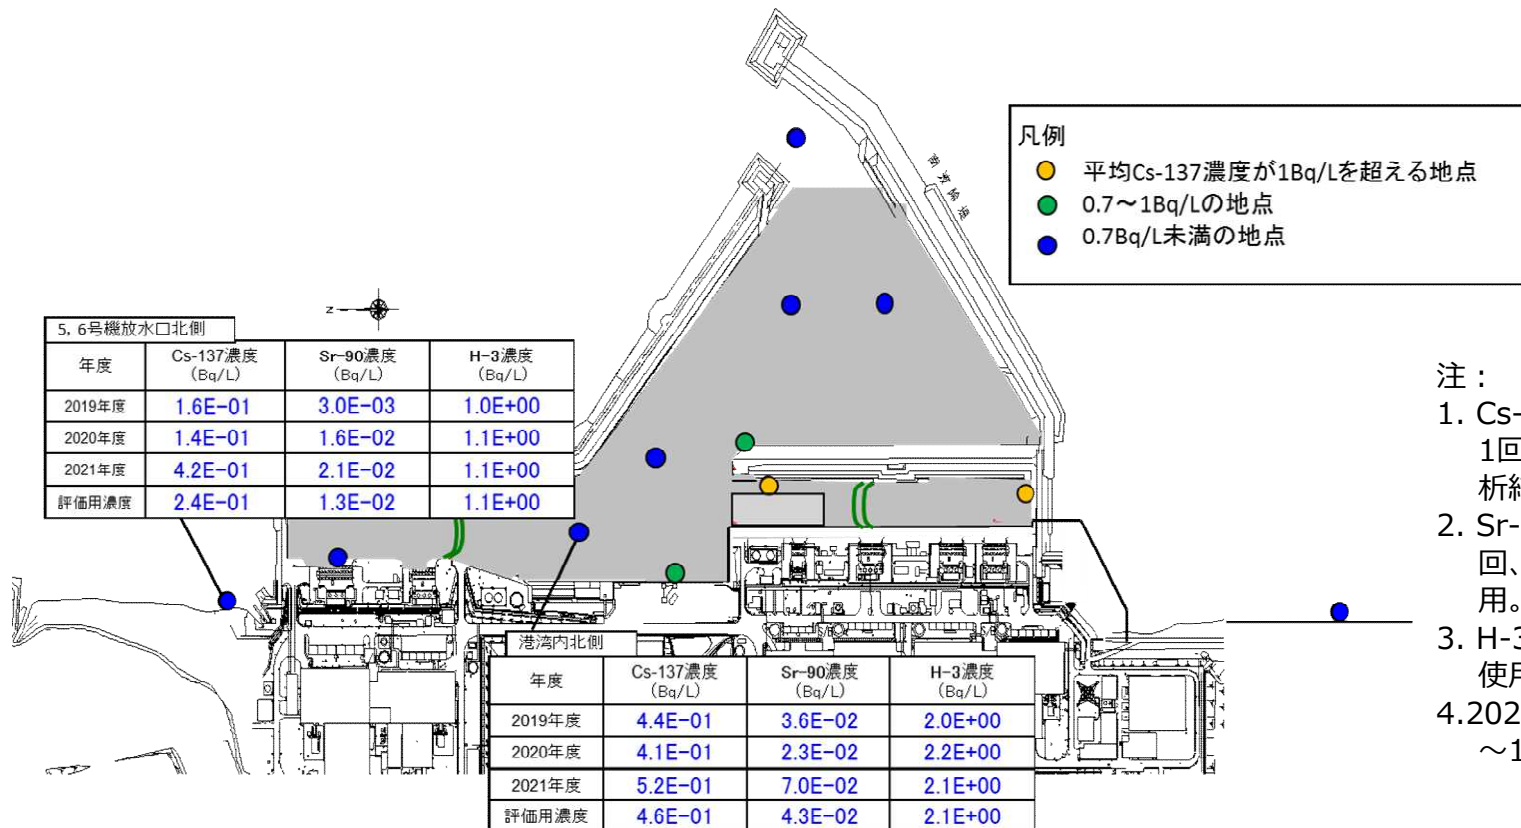 凡例
平均Cs-137濃度が1Bq/Lを超える地点
0.7～1Bq/Lの地点
0.7Bq/L未満の地点
南防波堤
Z
5, 6号機放水口北側
年度 Cs-137濃度 (Bq/L) Sr-90濃度 (Bq/L) H-3濃度 (Bq/L)
2019年度 1.6E-01 3.0E-03 1.0E+00
2020年度 1.4E-01 1.6E-02 1.1E+00
2021年度 4.2E-01 2.1E-02 1.1E+00
評価用濃度 2.4E-01 1.3E-02 1.1E+00
港湾内北側
年度 Cs-137濃度 (Bq/L) Sr-90濃度 (Bq/L) H-3濃度 (Bq/L)
2019年度 4.4E-01 3.6E-02 2.0E+00
2020年度 4.1E-01 2.3E-02 2.2E+00
2021年度 5.2E-01 7.0E-02 2.1E+00
評価用濃度 4.6E-01 4.3E-02 2.1E+00
注：
1. Cs-
1回
析
2. Sr-
回、
用。
3. H-3
使用
4.202
～1